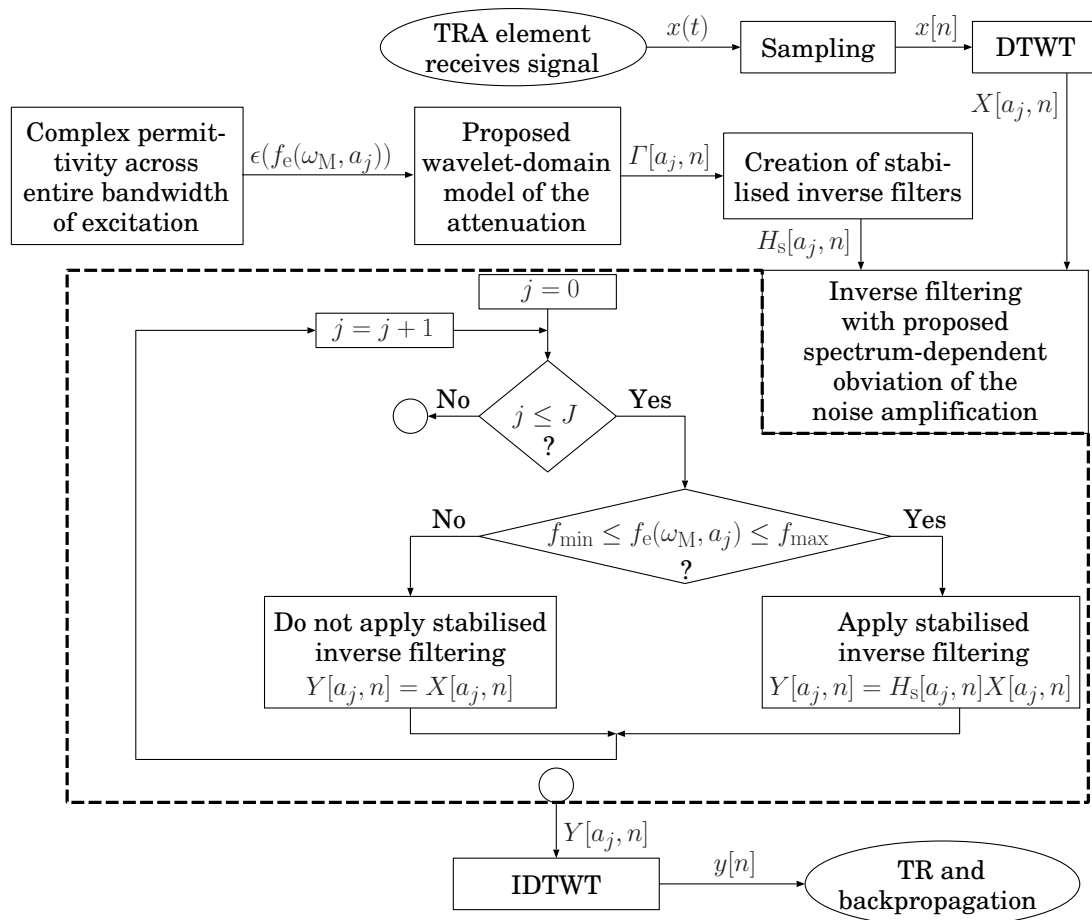 TRA element
receives signal
x(t)
Sampling
x[n]
DTWT
X[a_j, n]
Complex permit-
tivity across
entire bandwidth
of excitation
ϵ(f_e(ω_M, a_j))
Proposed
wavelet-domain
model of the
attenuation
Γ[a_j, n]
Creation of stabi-
lised inverse filters
H_s[a_j, n]
Inverse filtering
with proposed
spectrum-dependent
obviation of the
noise amplification
j = 0
j = j + 1
No
j ≤ J
?
Yes
No
f_min ≤ f_e(ω_M, a_j) ≤ f_max
?
Yes
Do not apply stabilised
inverse filtering
Y[a_j, n] = X[a_j, n]
Apply stabilised
inverse filtering
Y[a_j, n] = H_s[a_j, n]X[a_j, n]
Y[a_j, n]
IDTWT
y[n]
TR and
backpropagation